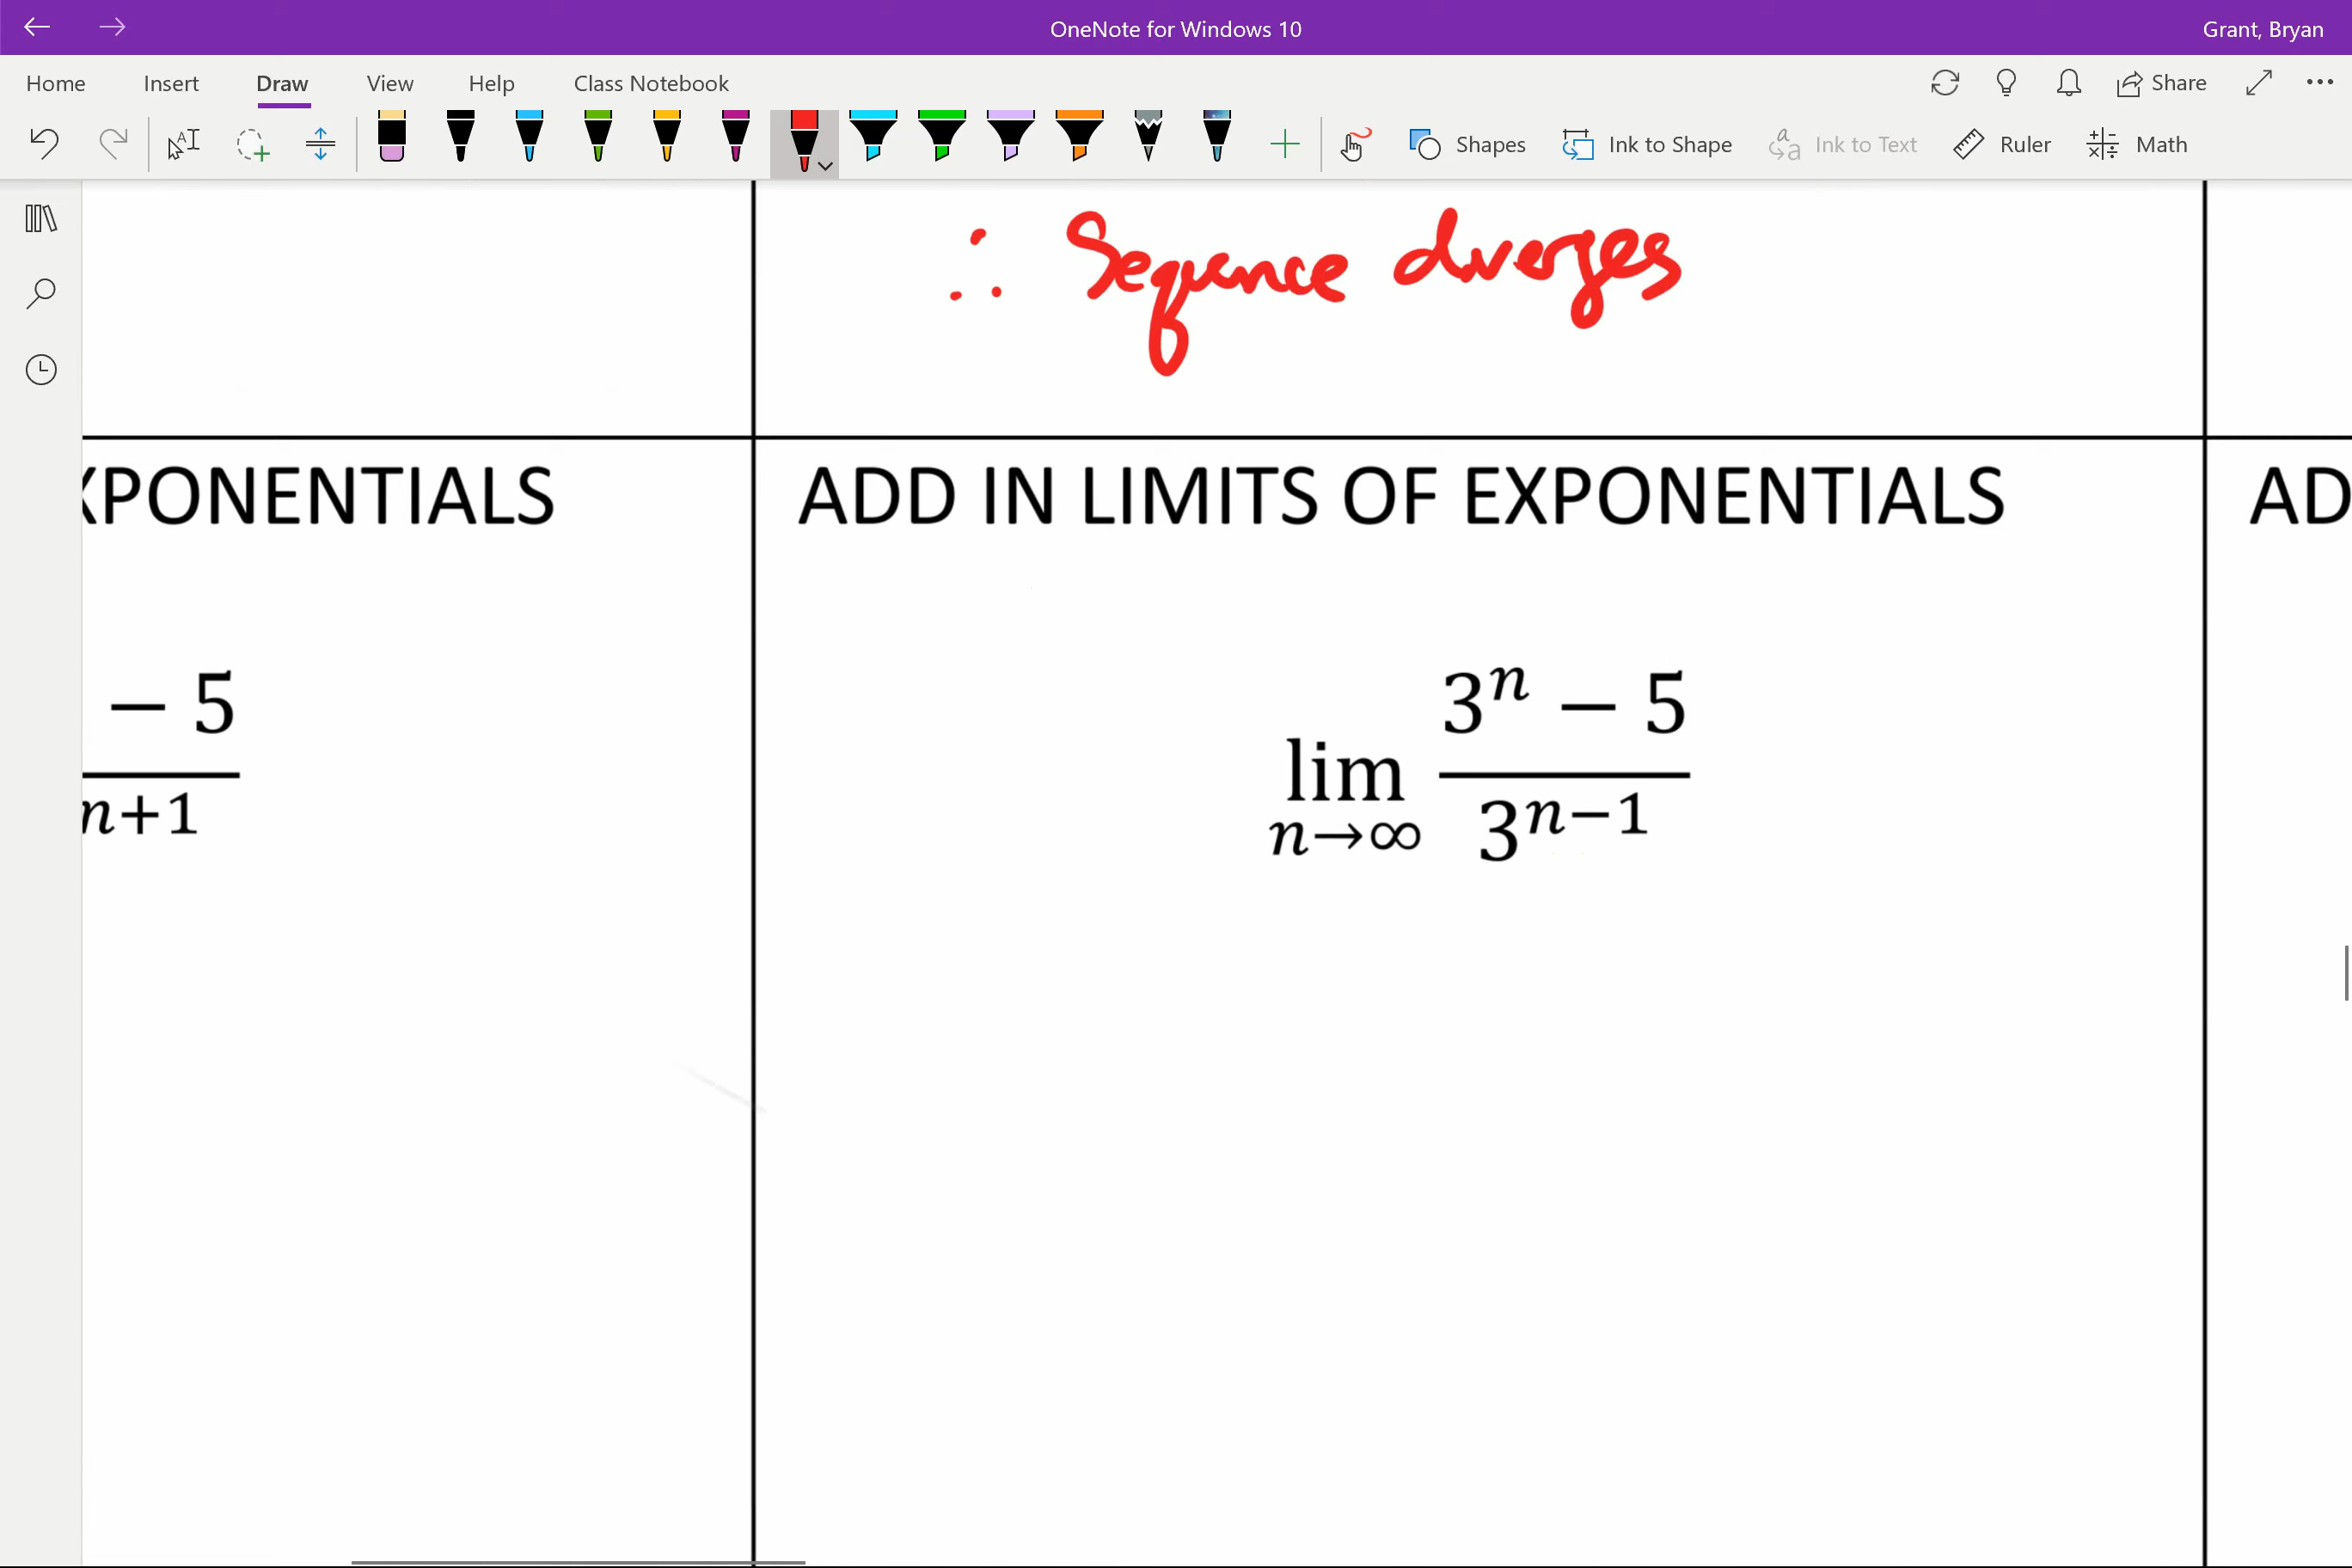 OneNote for Windows 10
Grant, Bryan
Home Insert Draw View Help Class Notebook Share
Shapes Ink to Shape Ink to Text Ruler Math
∴ Sequence dverges
XPONENTIALS
ADD IN LIMITS OF EXPONENTIALS
AD
− 5
n+1
lim n→∞ (3^n − 5)/(3^{n−1})